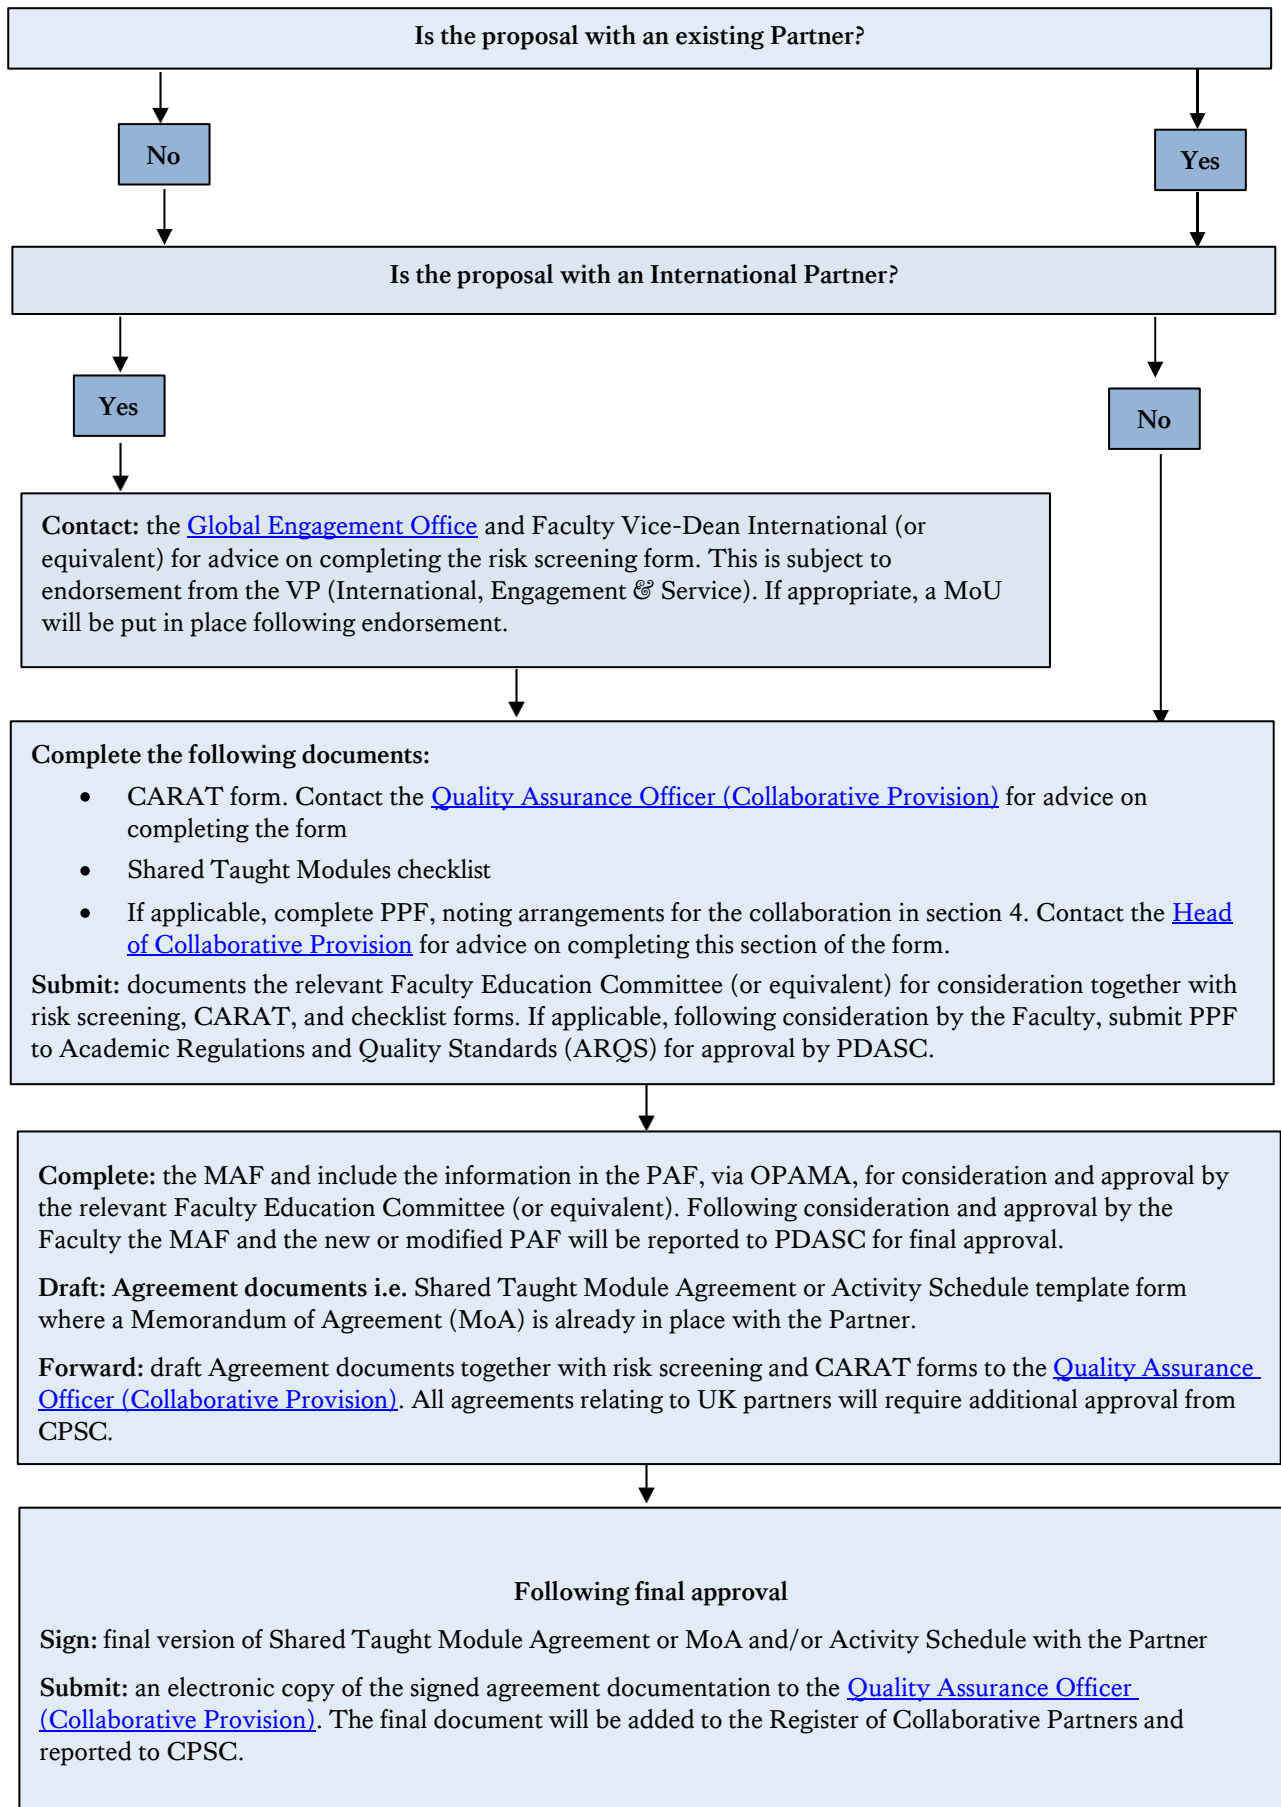 Is the proposal with an existing Partner?
No
Yes
Is the proposal with an International Partner?
Yes
No
Contact: the Global Engagement Office and Faculty Vice-Dean International (or
equivalent) for advice on completing the risk screening form. This is subject to
endorsement from the VP (International, Engagement & Service). If appropriate, a MoU
will be put in place following endorsement.
Complete the following documents:
• CARAT form. Contact the Quality Assurance Officer (Collaborative Provision) for advice on
completing the form
• Shared Taught Modules checklist
• If applicable, complete PPF, noting arrangements for the collaboration in section 4. Contact the Head
of Collaborative Provision for advice on completing this section of the form.
Submit: documents the relevant Faculty Education Committee (or equivalent) for consideration together with
risk screening, CARAT, and checklist forms. If applicable, following consideration by the Faculty, submit PPF
to Academic Regulations and Quality Standards (ARQS) for approval by PDASC.
Complete: the MAF and include the information in the PAF, via OPAMA, for consideration and approval by
the relevant Faculty Education Committee (or equivalent). Following consideration and approval by the
Faculty the MAF and the new or modified PAF will be reported to PDASC for final approval.
Draft: Agreement documents i.e. Shared Taught Module Agreement or Activity Schedule template form
where a Memorandum of Agreement (MoA) is already in place with the Partner.
Forward: draft Agreement documents together with risk screening and CARAT forms to the Quality Assurance
Officer (Collaborative Provision). All agreements relating to UK partners will require additional approval from
CPSC.
Following final approval
Sign: final version of Shared Taught Module Agreement or MoA and/or Activity Schedule with the Partner
Submit: an electronic copy of the signed agreement documentation to the Quality Assurance Officer
(Collaborative Provision). The final document will be added to the Register of Collaborative Partners and
reported to CPSC.